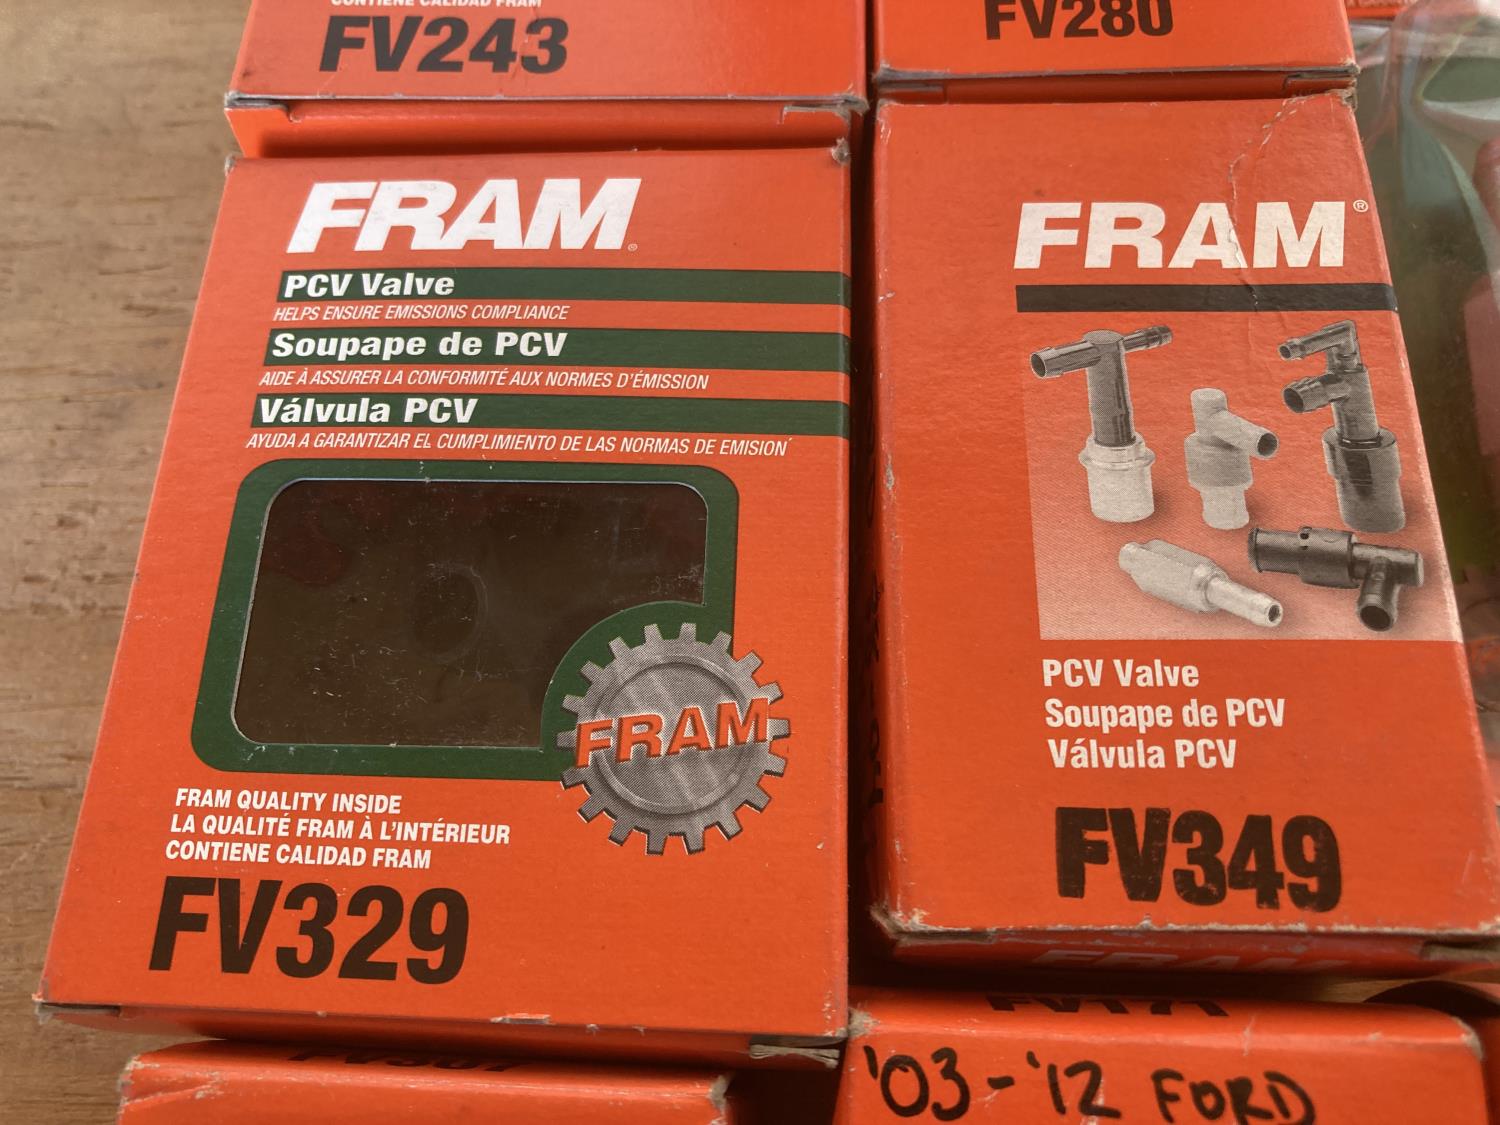 CONTIENE CALIDAD FRAM
FV243
FV280
FRAM
PCV Valve
HELPS ENSURE EMISSIONS COMPLIANCE
Soupape de PCV
AIDE À ASSURER LA CONFORMITÉ AUX NORMES D'ÉMISSION
Válvula PCV
AYUDA A GARANTIZAR EL CUMPLIMIENTO DE LAS NORMAS DE EMISION´
FRAM
FRAM QUALITY INSIDE
LA QUALITÉ FRAM À L'INTÉRIEUR
CONTIENE CALIDAD FRAM
FV329
FRAM®
PCV Valve
Soupape de PCV
Válvula PCV
FV349
FRAM
FV171
'03-'12 FORD